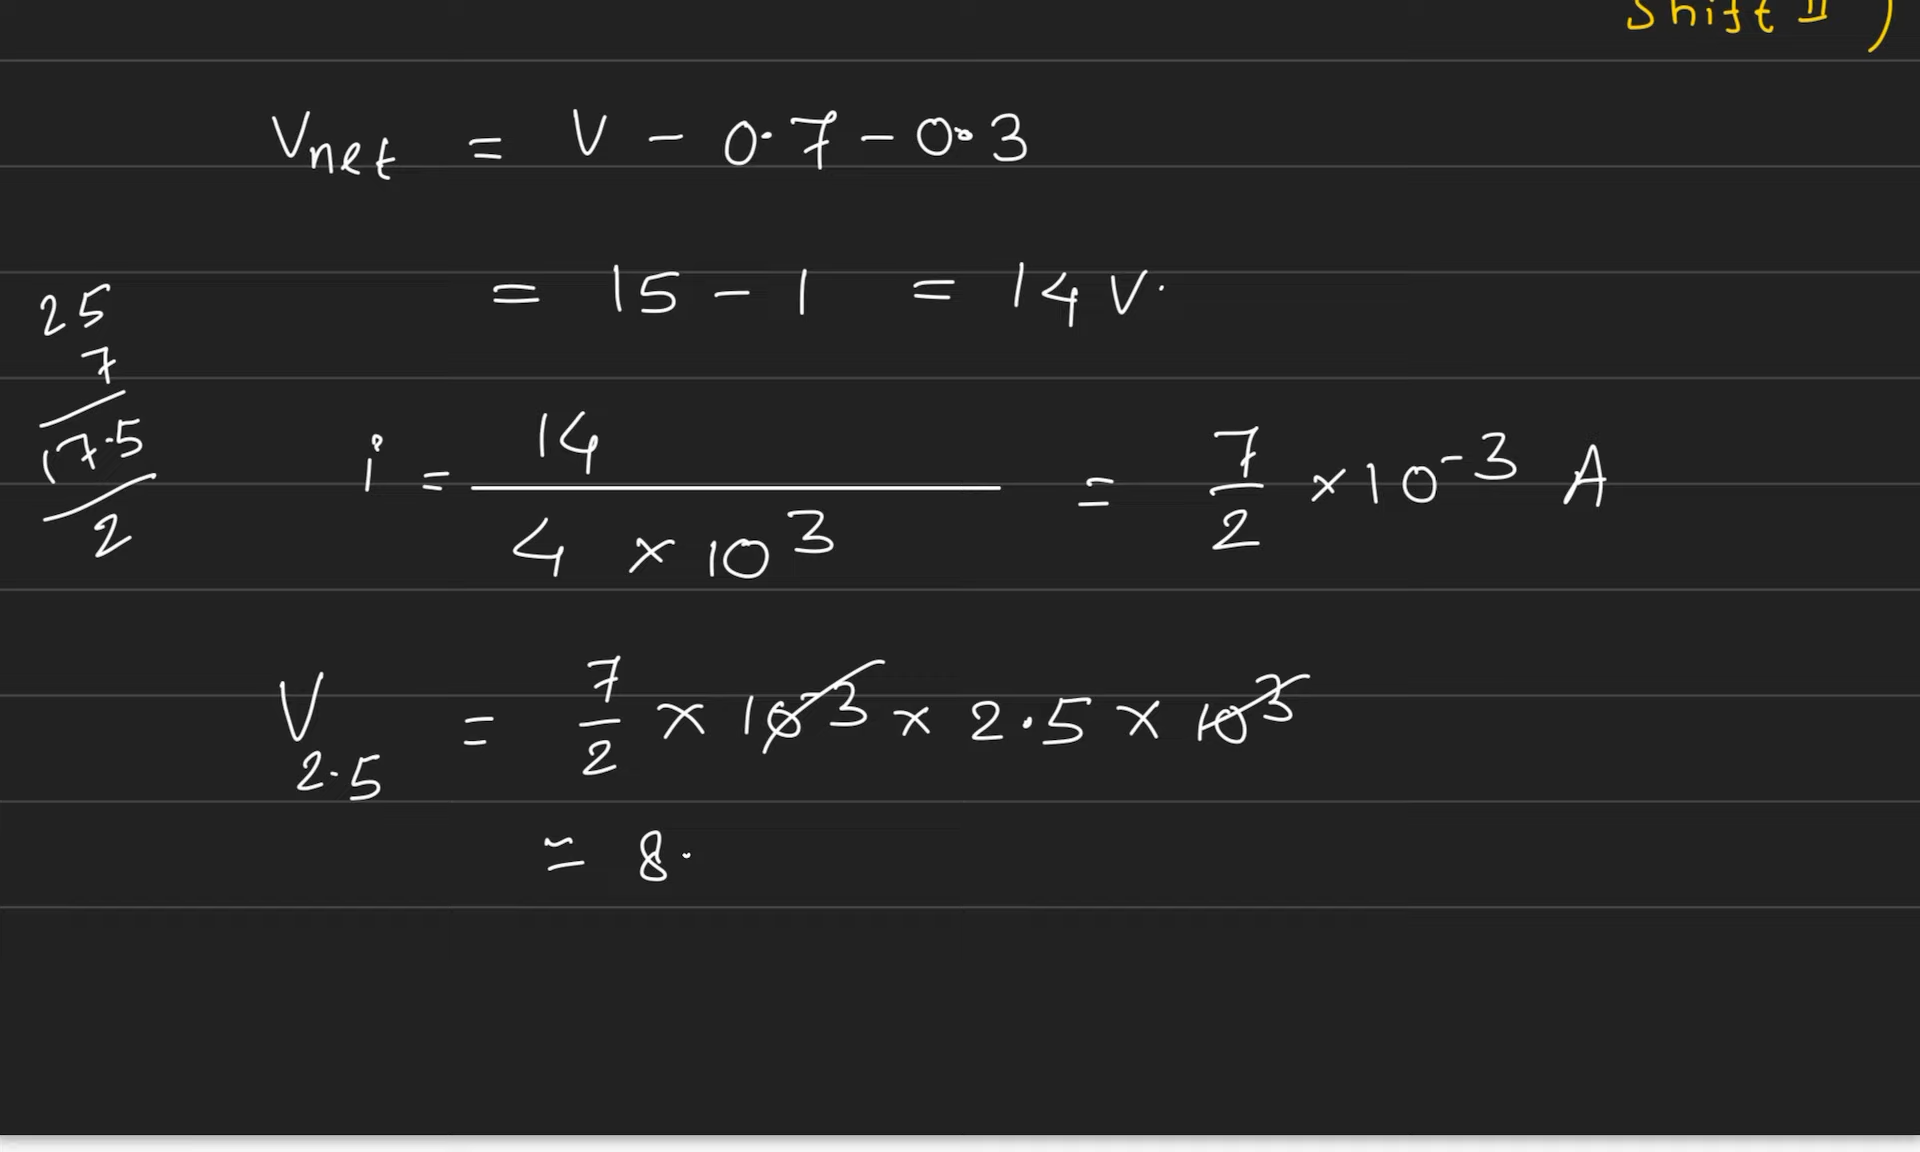 Shift II )
Vnet = V - 0.7 - 0.3
= 15 - 1 = 14 V.
25
7
17.5
2
i = 14 / 4 × 10^3 = 7/2 × 10^-3 A
V2.5 = 7/2 × 10^-3 × 2.5 × 10^3
= 8.